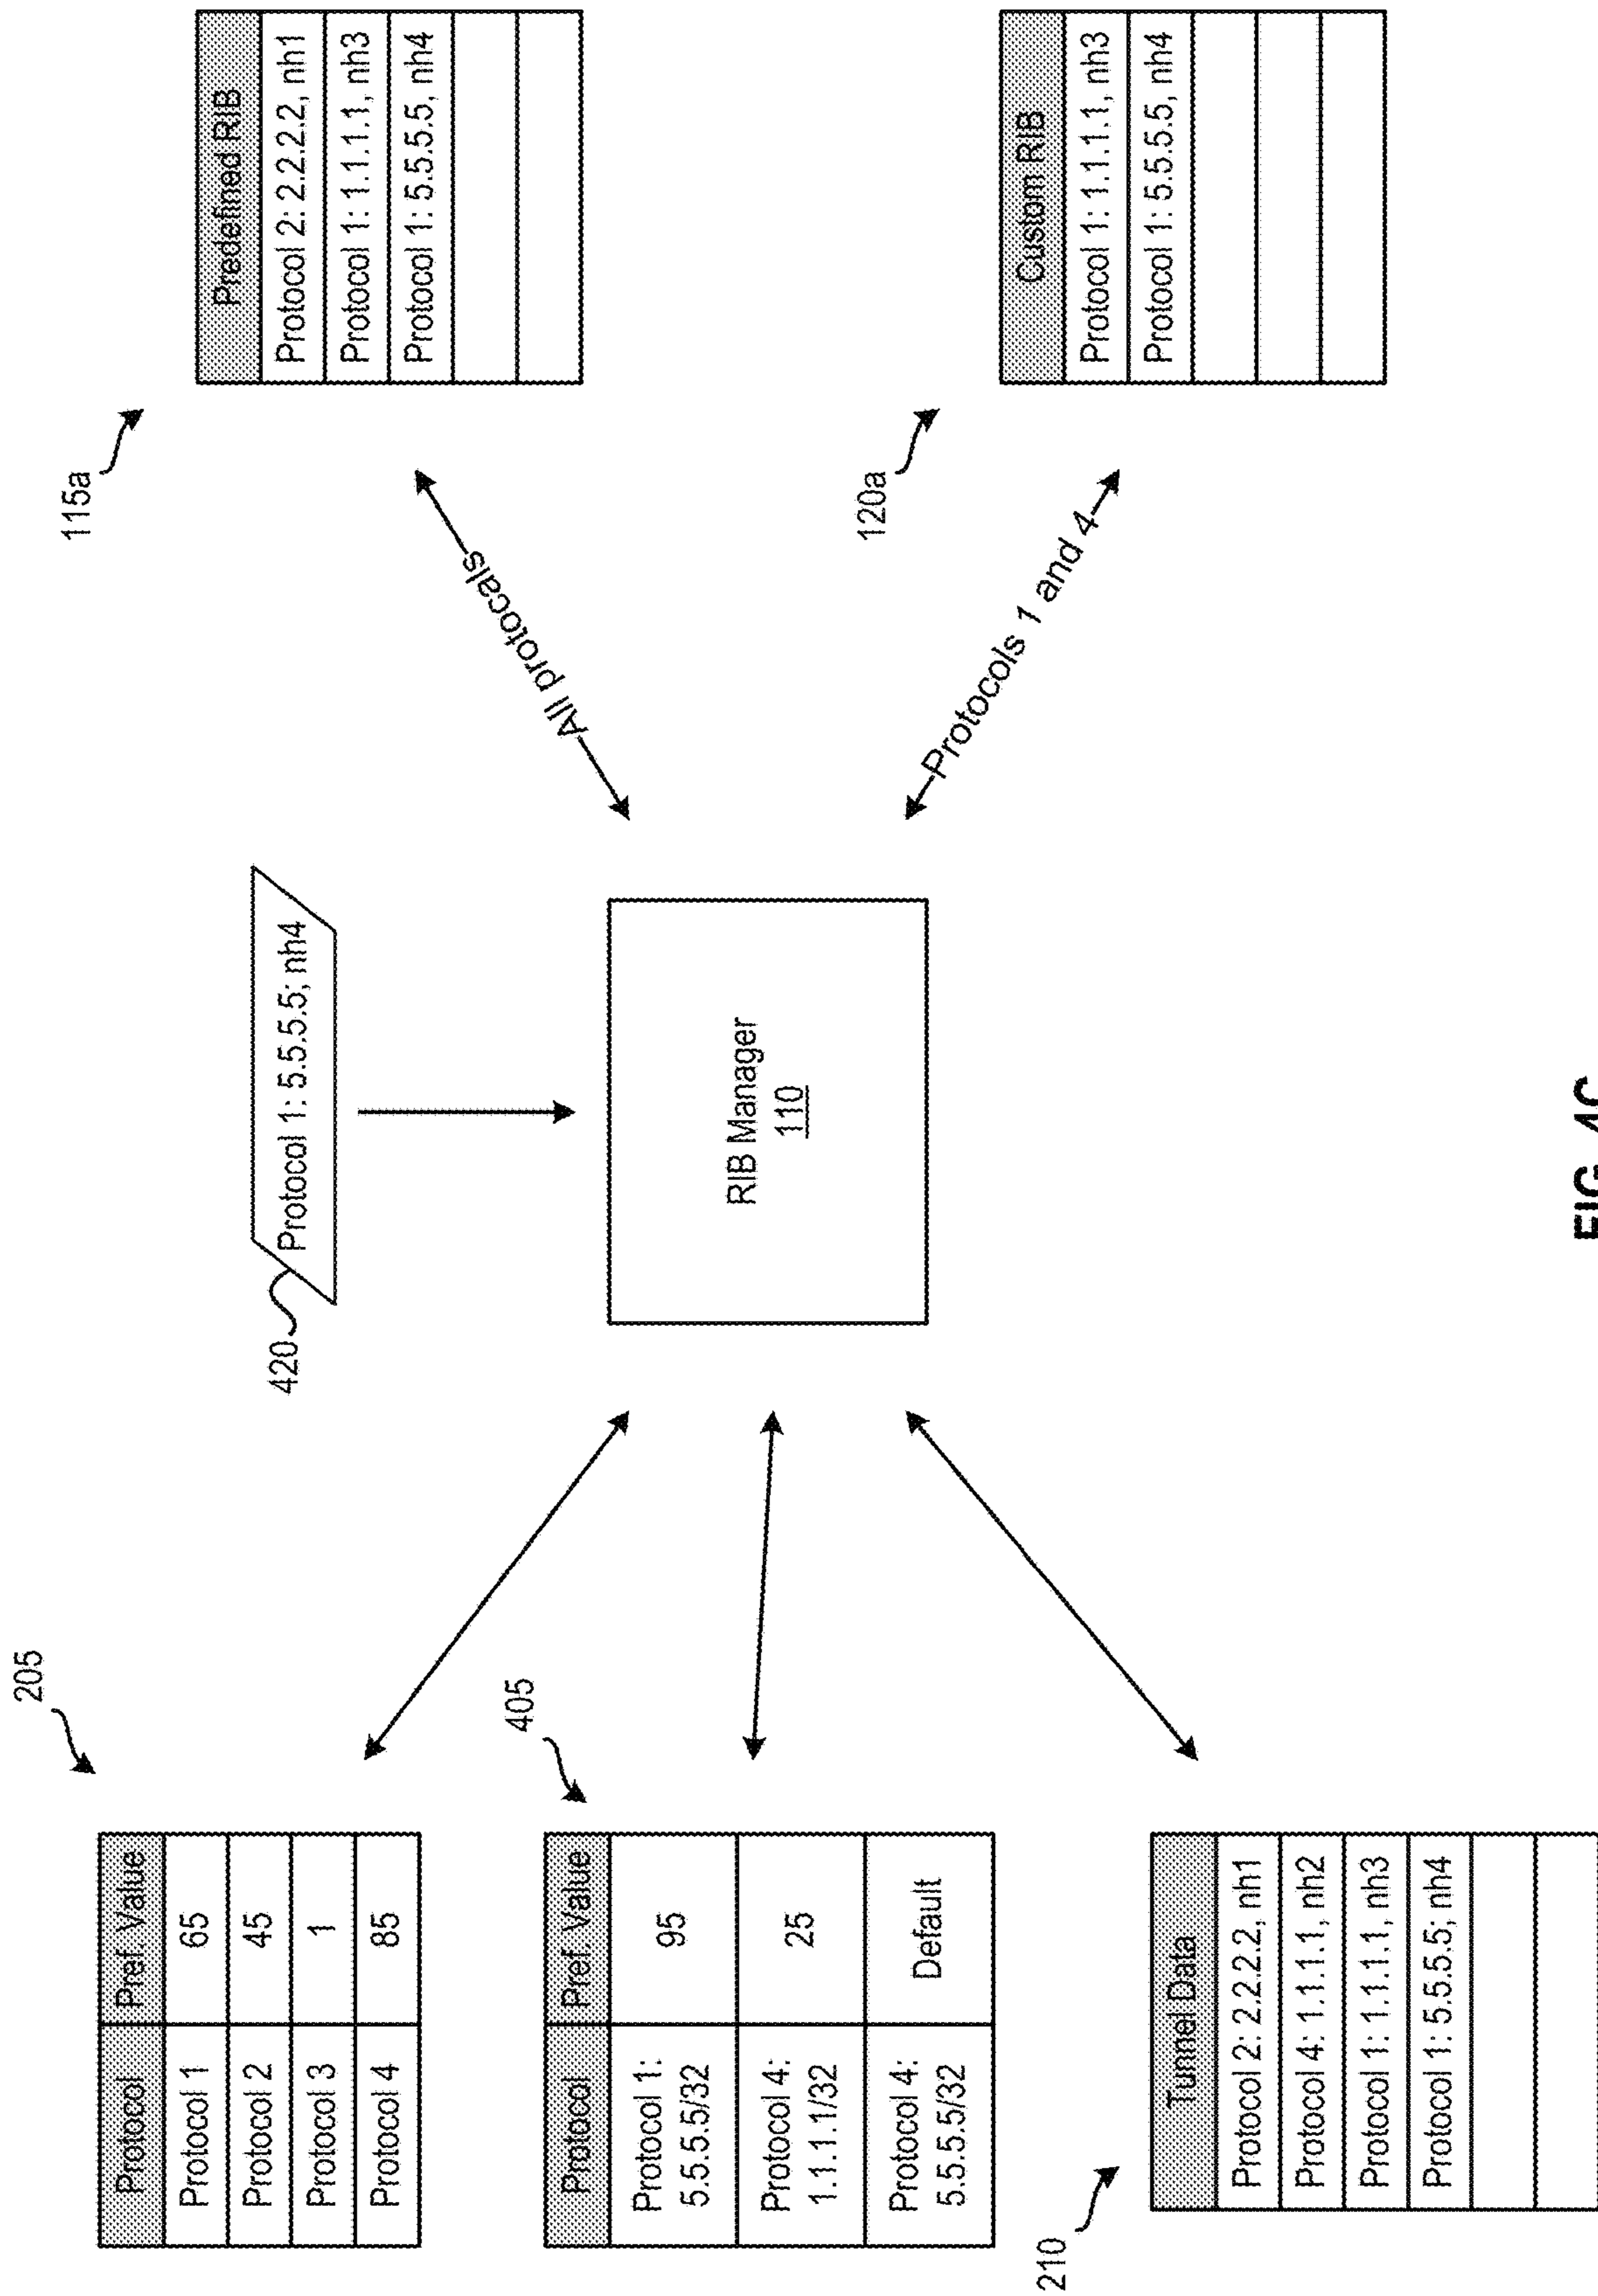 205
Protocol Pref. Value
Protocol 1 65
Protocol 2 45
Protocol 3 1
Protocol 4 85
405
Protocol Pref. Value
Protocol 1: 95
5.5.5.5/32
Protocol 4: 25
1.1.1.1/32
Protocol 4: Default
5.5.5.5/32
210
Tunnel Data
Protocol 2: 2.2.2.2, nh1
Protocol 4: 1.1.1.1, nh2
Protocol 1: 1.1.1.1, nh3
Protocol 1: 5.5.5.5; nh4
420
Protocol 1: 5.5.5.5; nh4
RIB Manager
110
All protocals
Protocols 1 and 4
115a
Predefined RIB
Protocol 2: 2.2.2.2, nh1
Protocol 1: 1.1.1.1, nh3
Protocol 1: 5.5.5.5, nh4
120a
Custom RIB
Protocol 1: 1.1.1.1, nh3
Protocol 1: 5.5.5.5, nh4
FIG. 4C